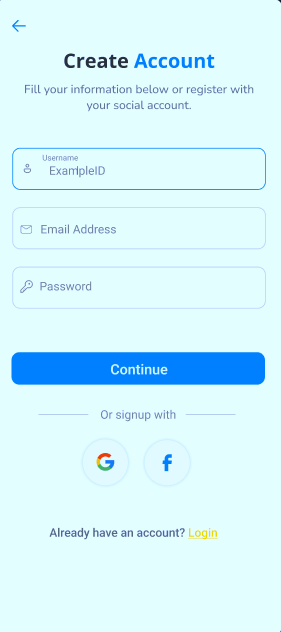 Create Account
Fill your information below or register with
your social account.
Username
ExampleID
Email Address
Password
Continue
Or signup with
Already have an account? Login